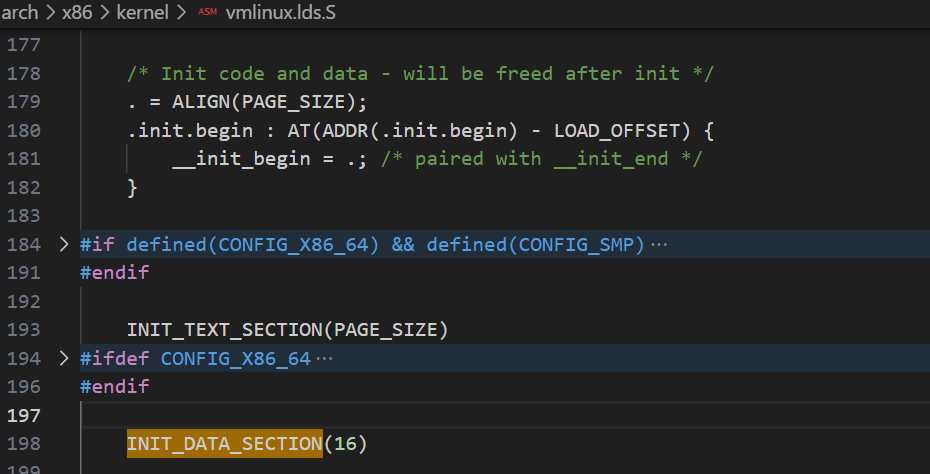 arch > x86 > kernel > ASM vmlinux.lds.S
177
178 /* Init code and data - will be freed after init */
179 . = ALIGN(PAGE_SIZE);
180 .init.begin : AT(ADDR(.init.begin) - LOAD_OFFSET) {
181 __init_begin = .; /* paired with __init_end */
182 }
183
184 > #if defined(CONFIG_X86_64) && defined(CONFIG_SMP)···
191 #endif
192
193 INIT_TEXT_SECTION(PAGE_SIZE)
194 > #ifdef CONFIG_X86_64···
196 #endif
197
198 INIT_DATA_SECTION(16)
199